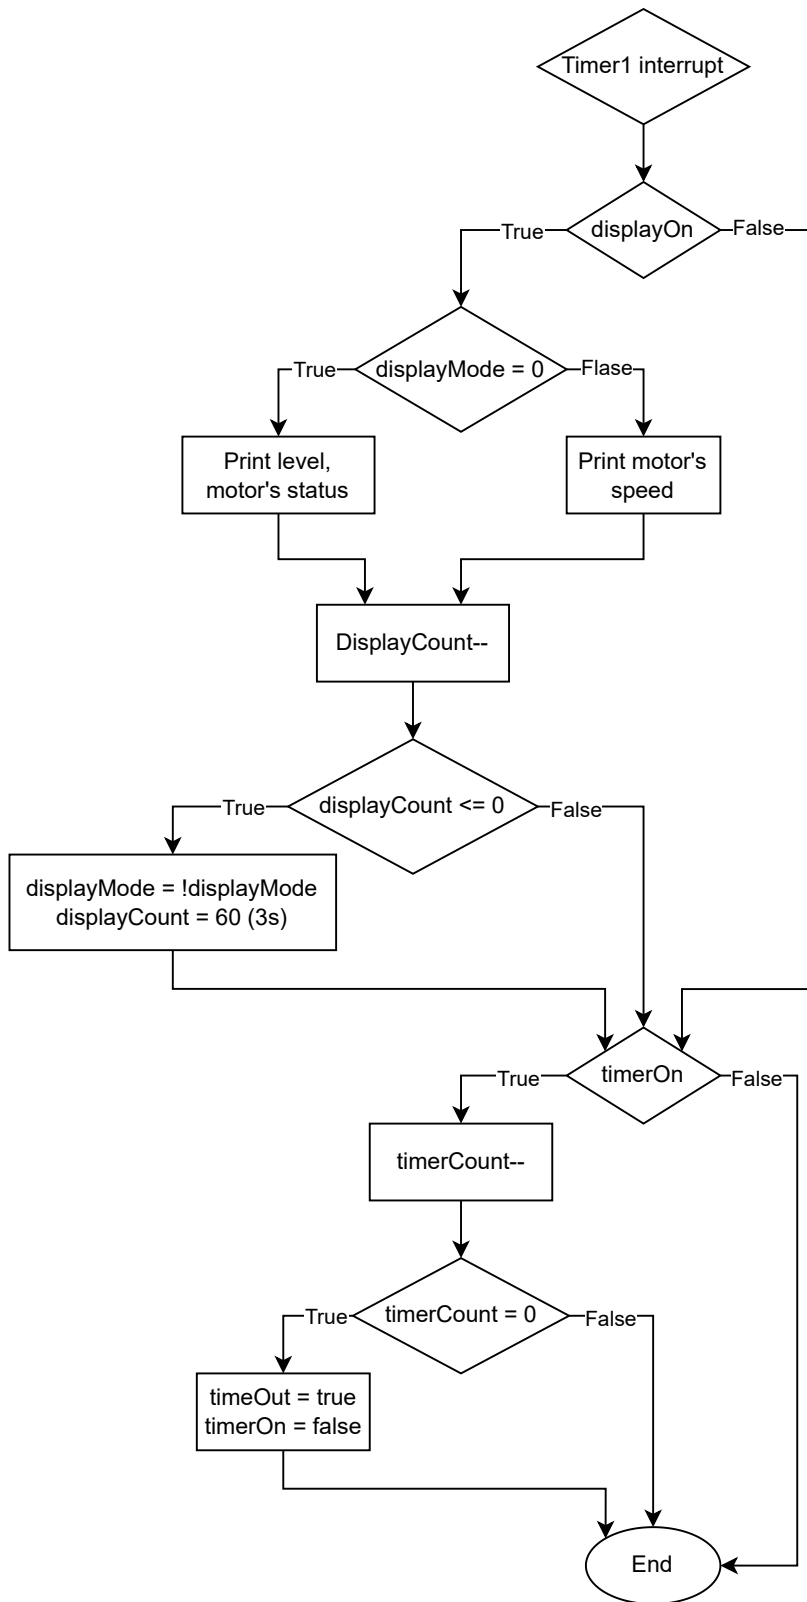 Timer1 interrupt
displayOn
True
False
displayMode = 0
True
Flase
Print level,
motor's status
Print motor's
speed
DisplayCount--
displayCount <= 0
True
False
displayMode = !displayMode
displayCount = 60 (3s)
timerOn
True
False
timerCount--
timerCount = 0
True
False
timeOut = true
timerOn = false
End